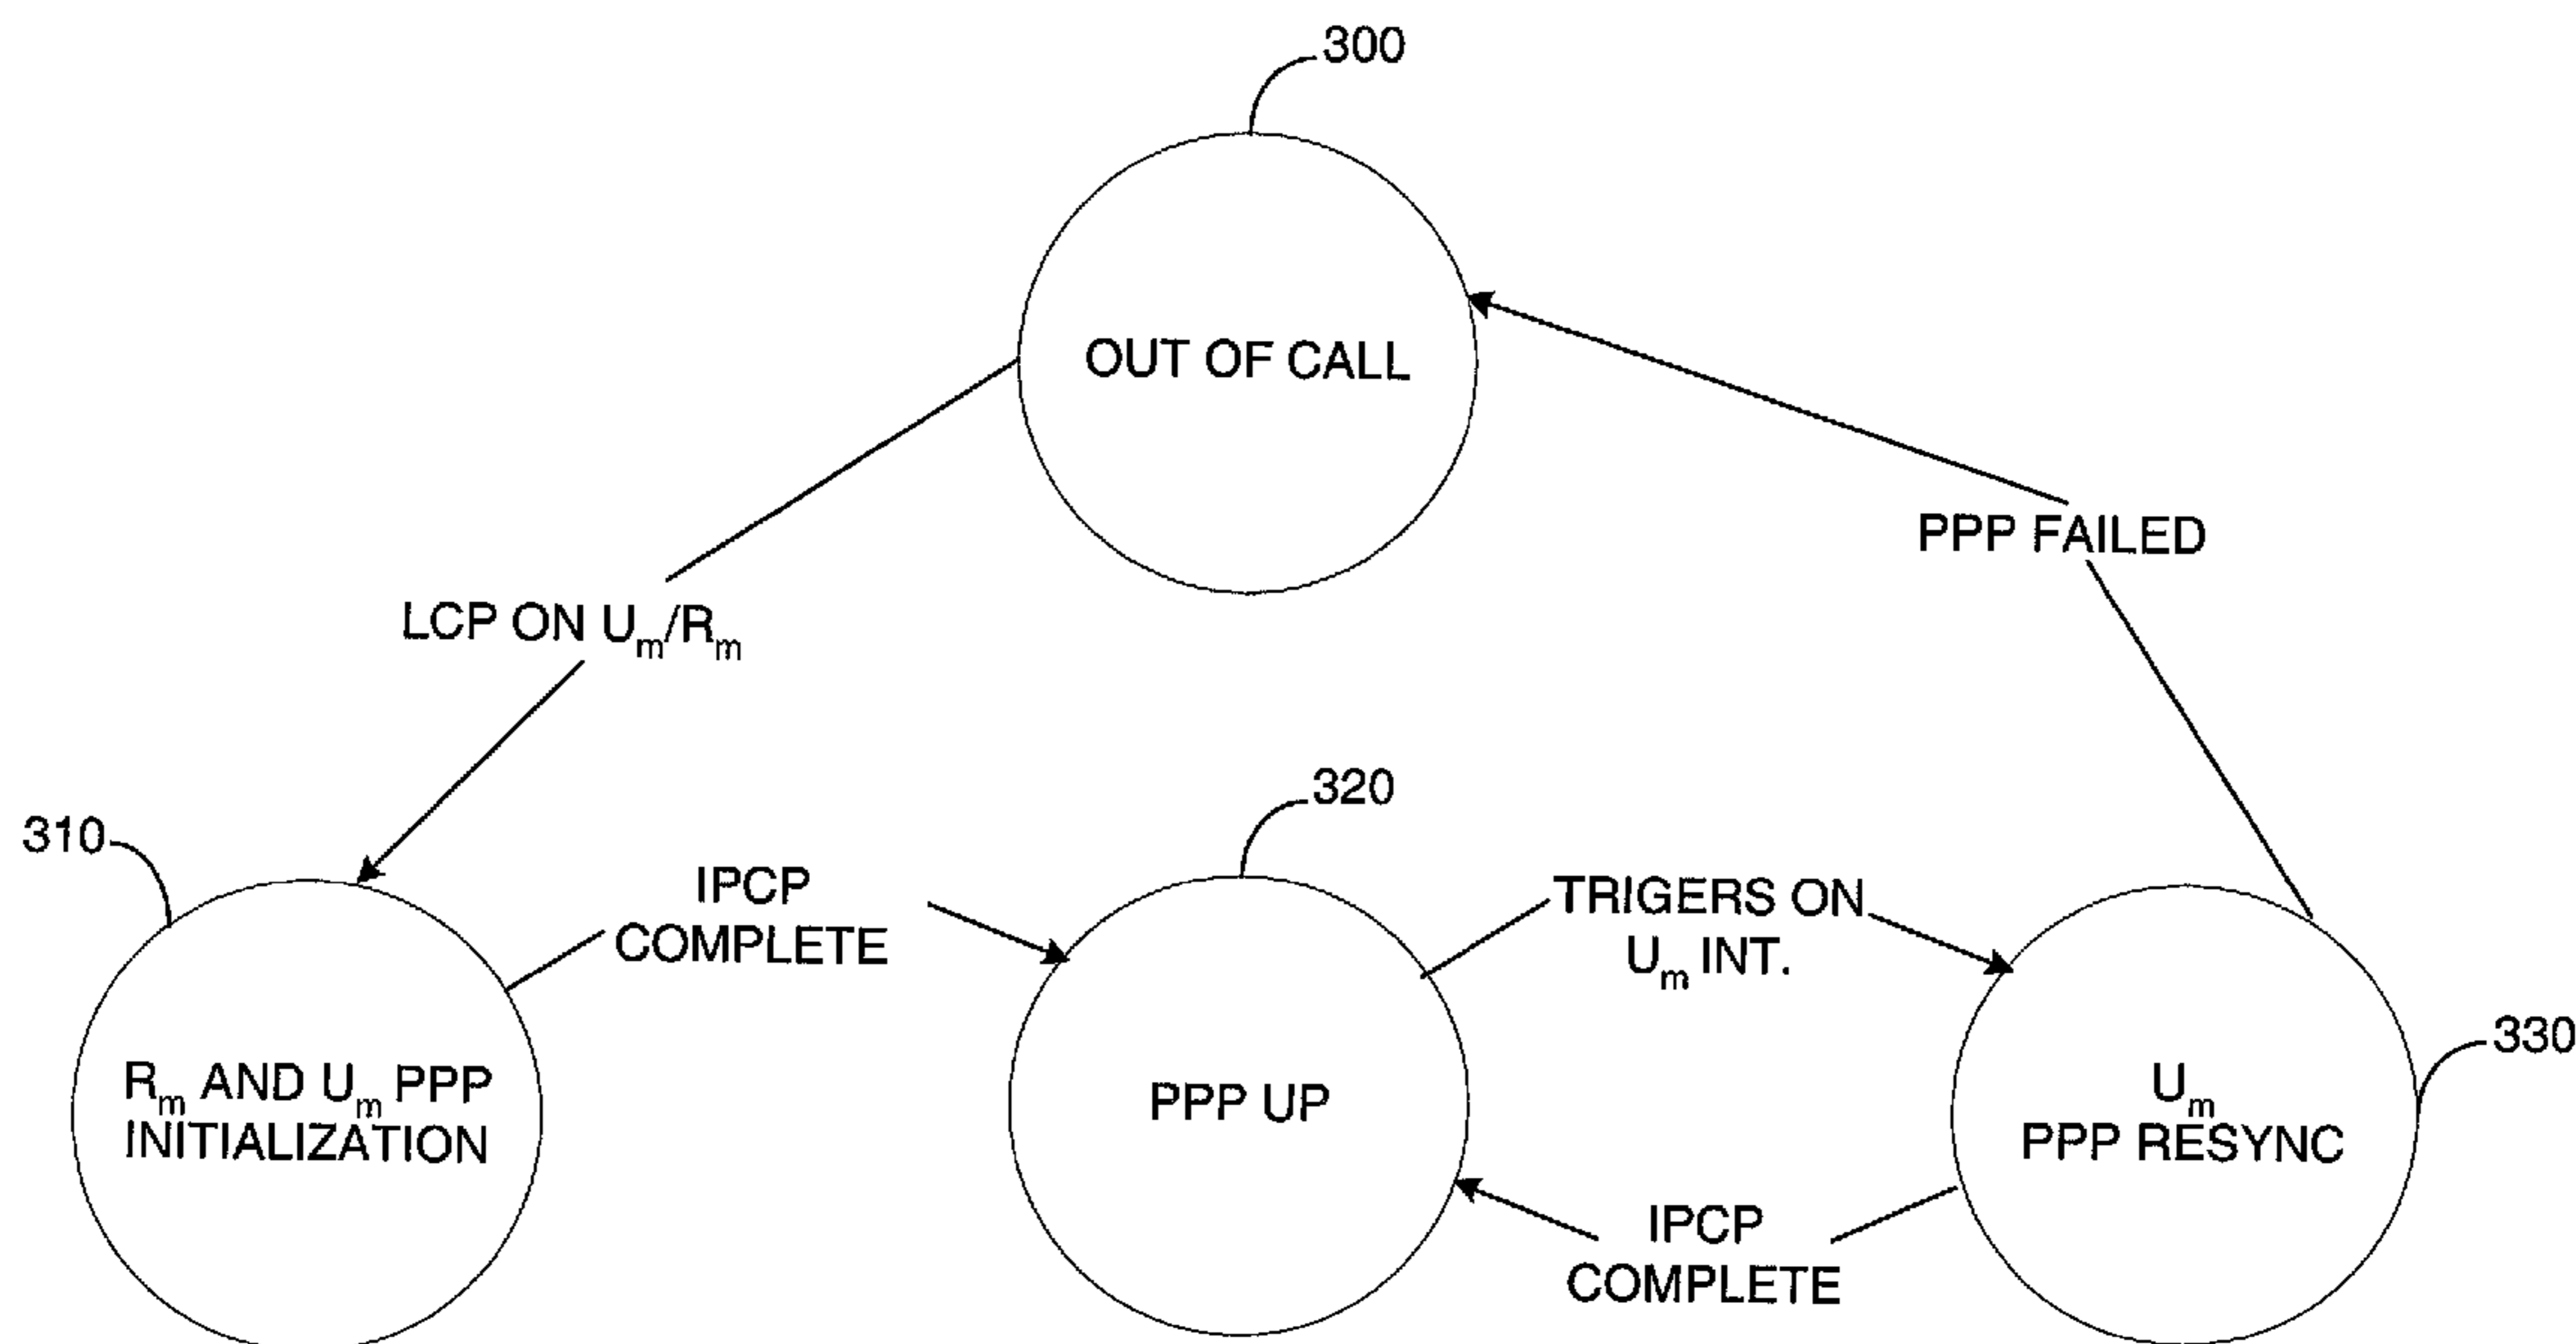 300
OUT OF CALL
PPP FAILED
LCP ON Um/Rm
320
310
IPCP
COMPLETE
TRIGERS ON
Um INT.
330
Rm AND Um PPP
INITIALIZATION
PPP UP
Um
PPP RESYNC
IPCP
COMPLETE